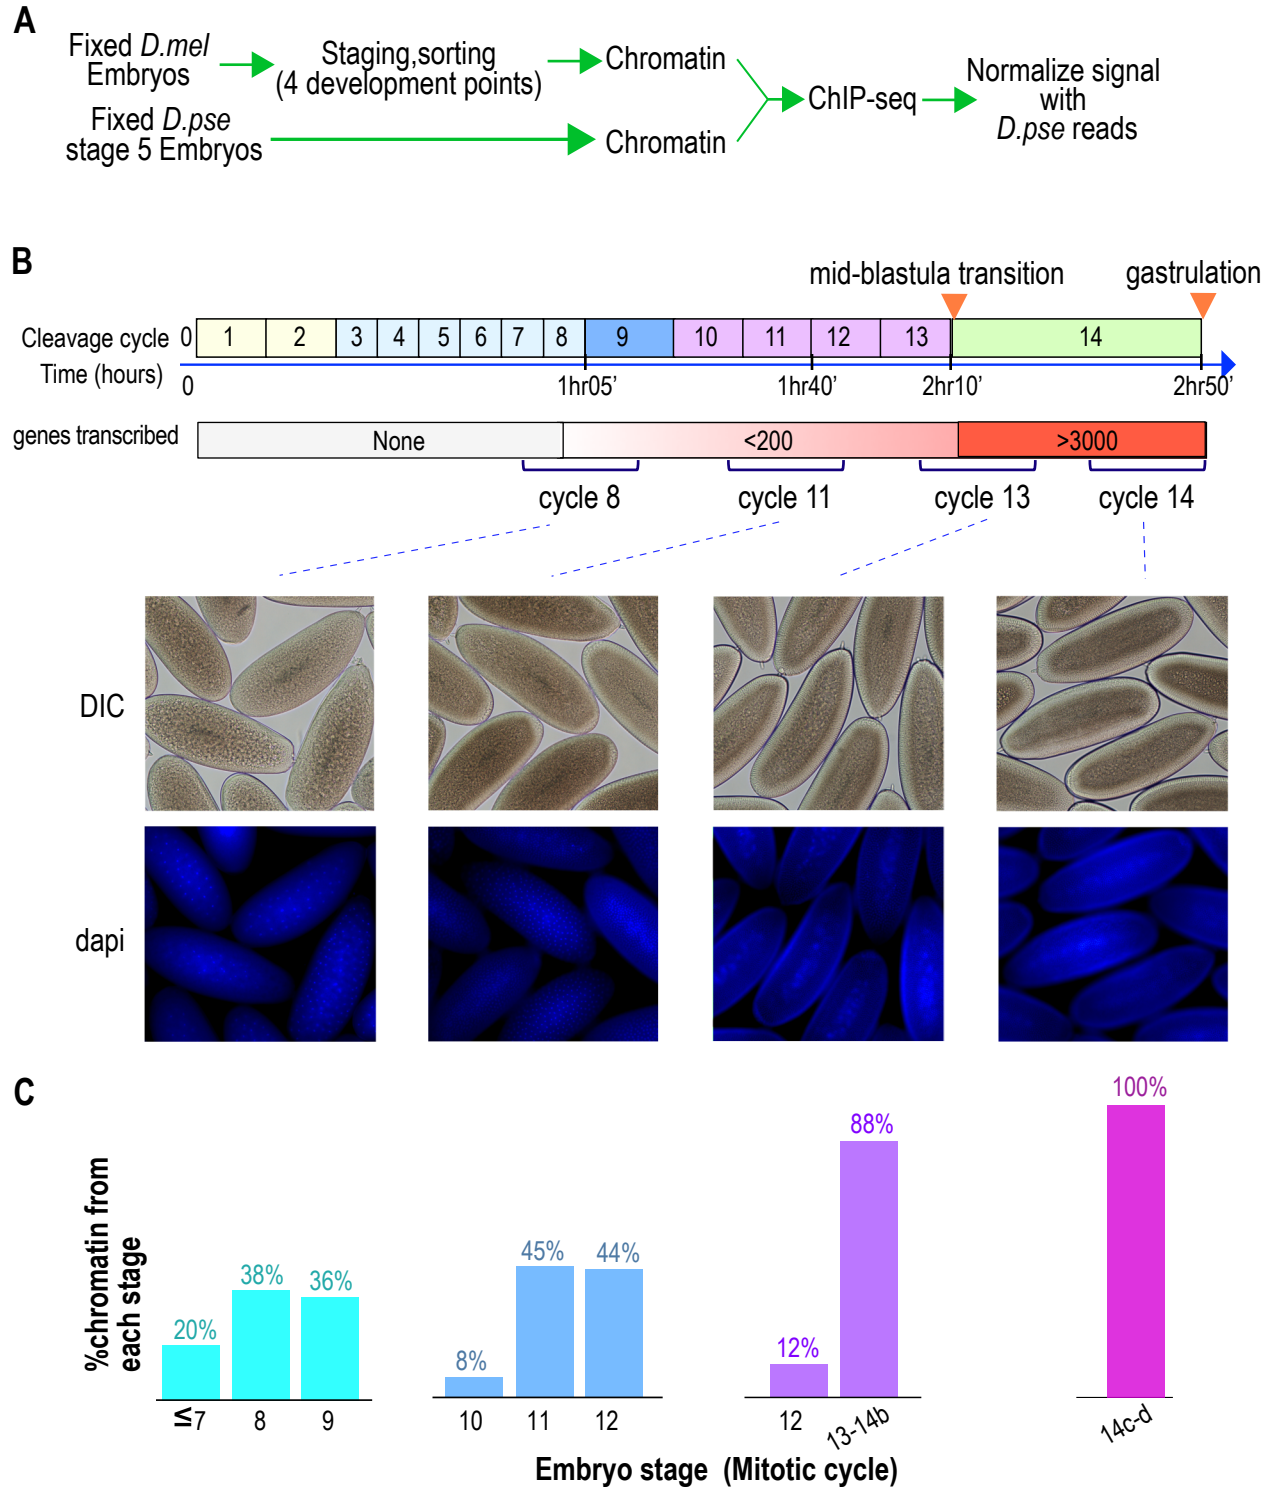 A
Fixed D.mel
Embryos
Staging,sorting
(4 development points)
Chromatin
Fixed D.pse
stage 5 Embryos
Chromatin
ChIP-seq
Normalize signal
with
D.pse reads
B
mid-blastula transition
gastrulation
Cleavage cycle
0 1 2 3 4 5 6 7 8 9 10 11 12 13 14
Time (hours)
0 1hr05’ 1hr40’ 2hr10’ 2hr50’
genes transcribed
None <200 >3000
cycle 8 cycle 11 cycle 13 cycle 14
DIC
dapi
C
%chromatin from
each stage
20% 38% 36%
8% 45% 44%
12% 88%
100%
≤7 8 9
10 11 12
12 13-14b
14c-d
Embryo stage (Mitotic cycle)